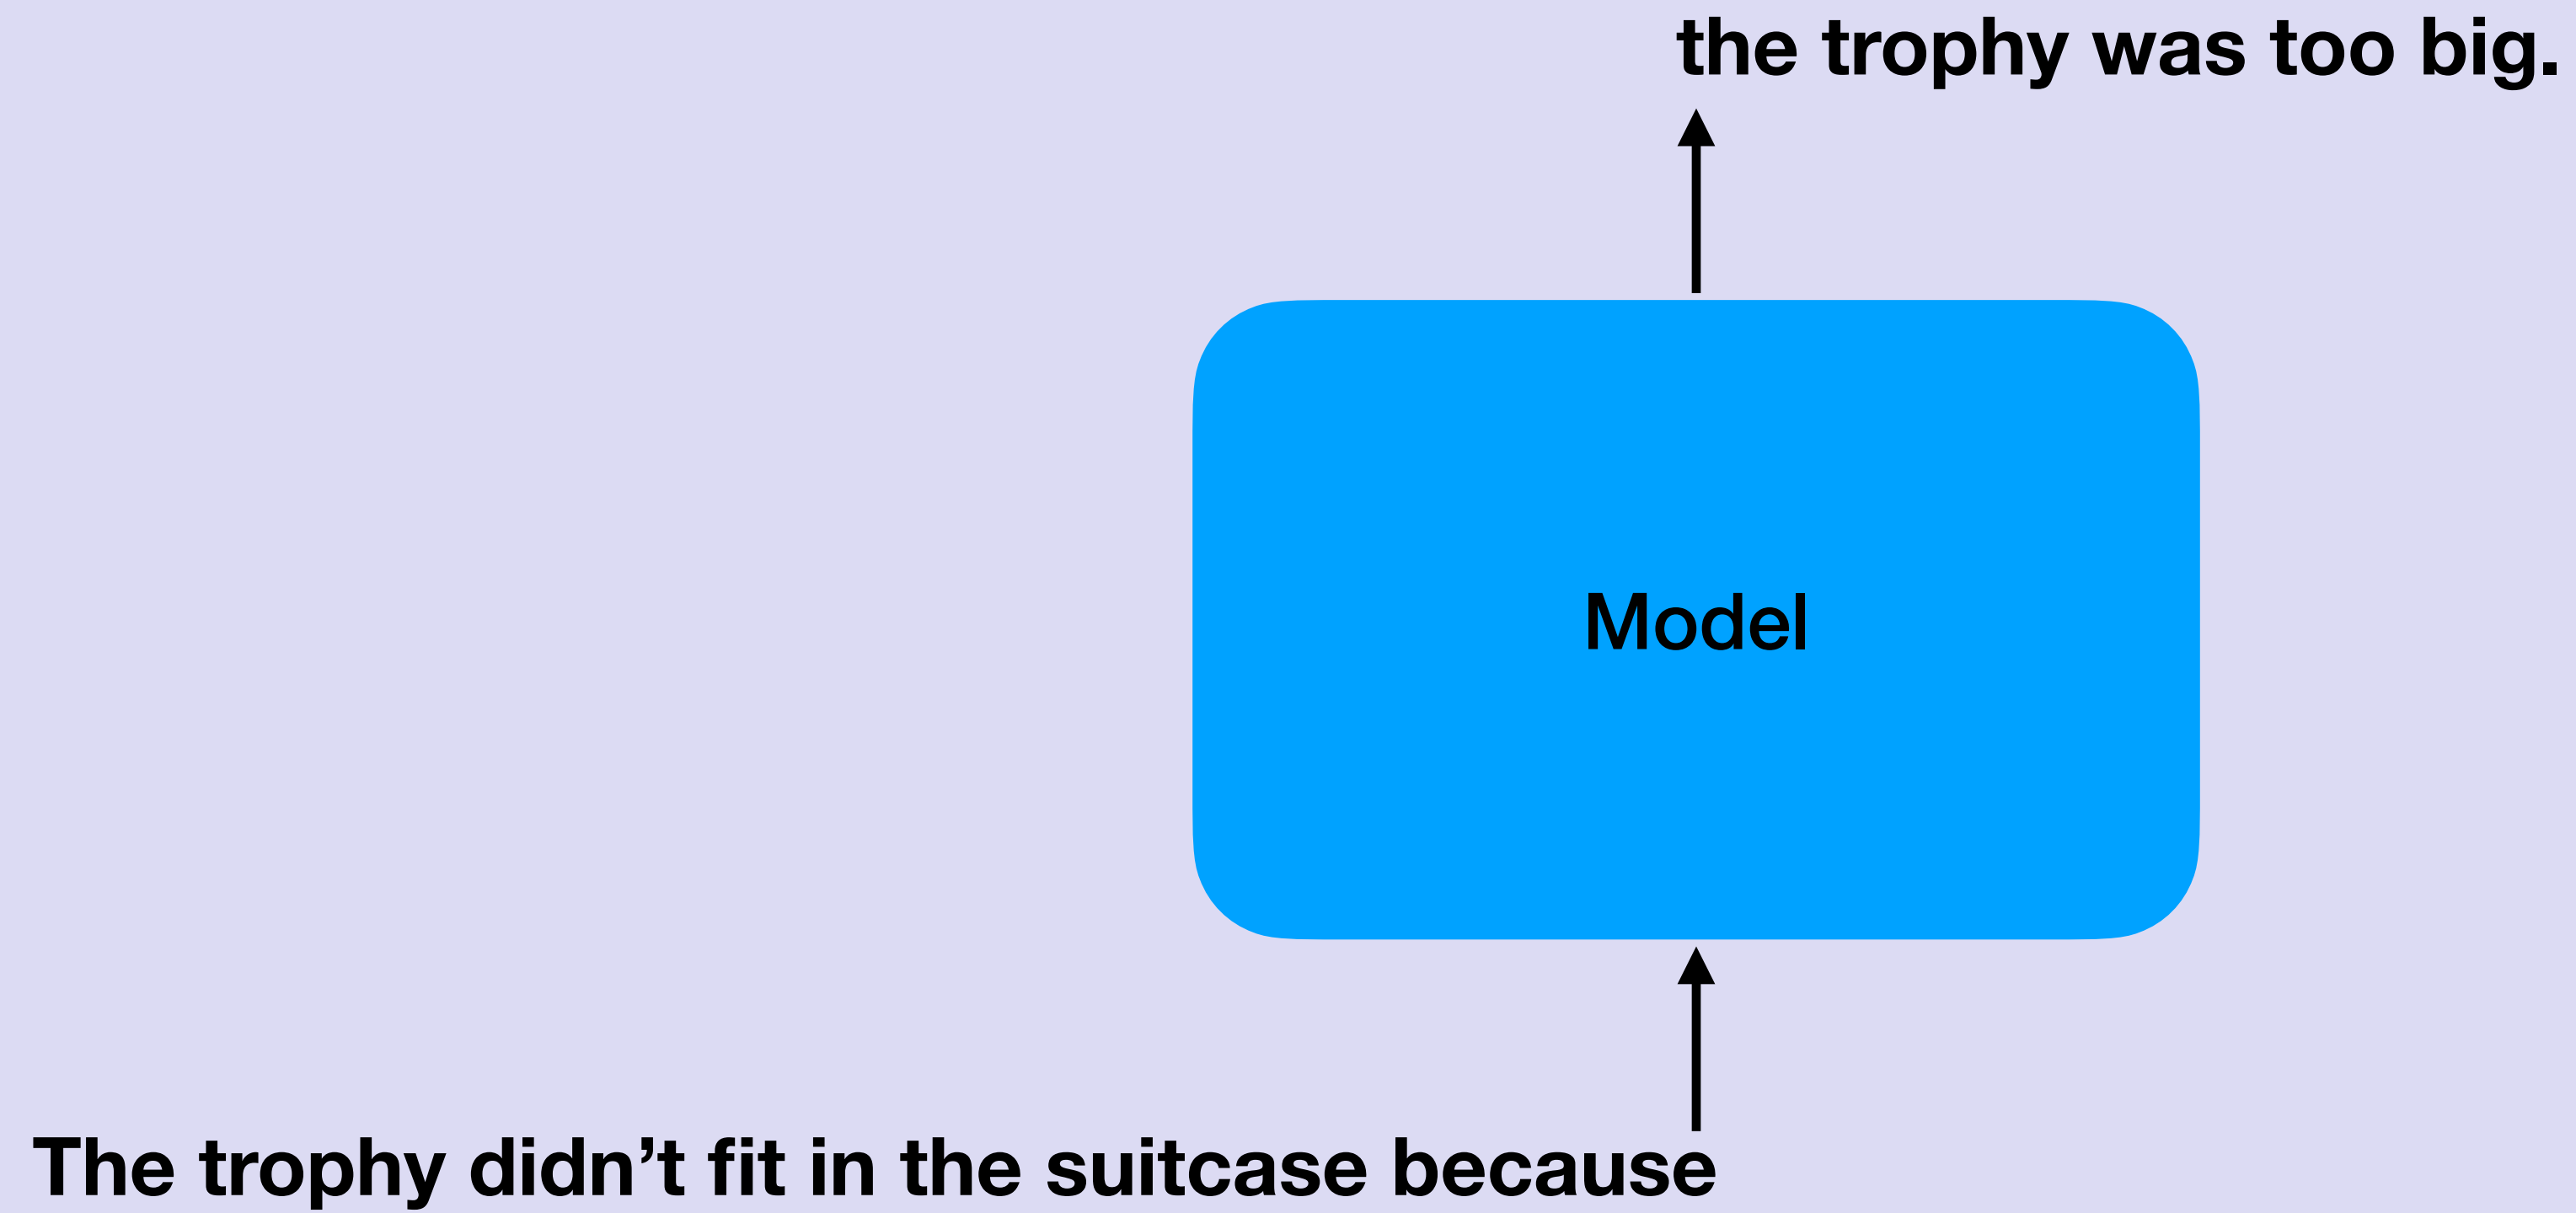 the trophy was too big.
Model
The trophy didn’t fit in the suitcase because